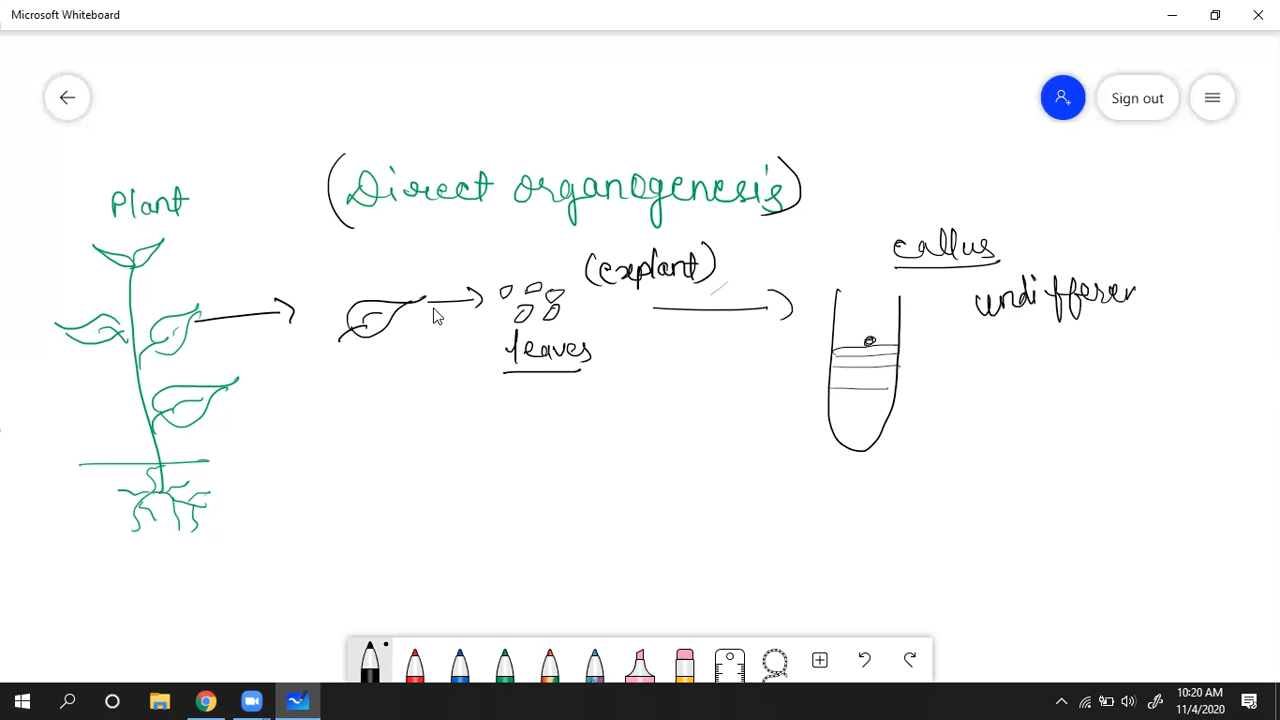 Microsoft Whiteboard
Sign out
(Direct organogenesis)
Plant
callus
(explant)
undifferen
leaves
10:20 AM
11/4/2020